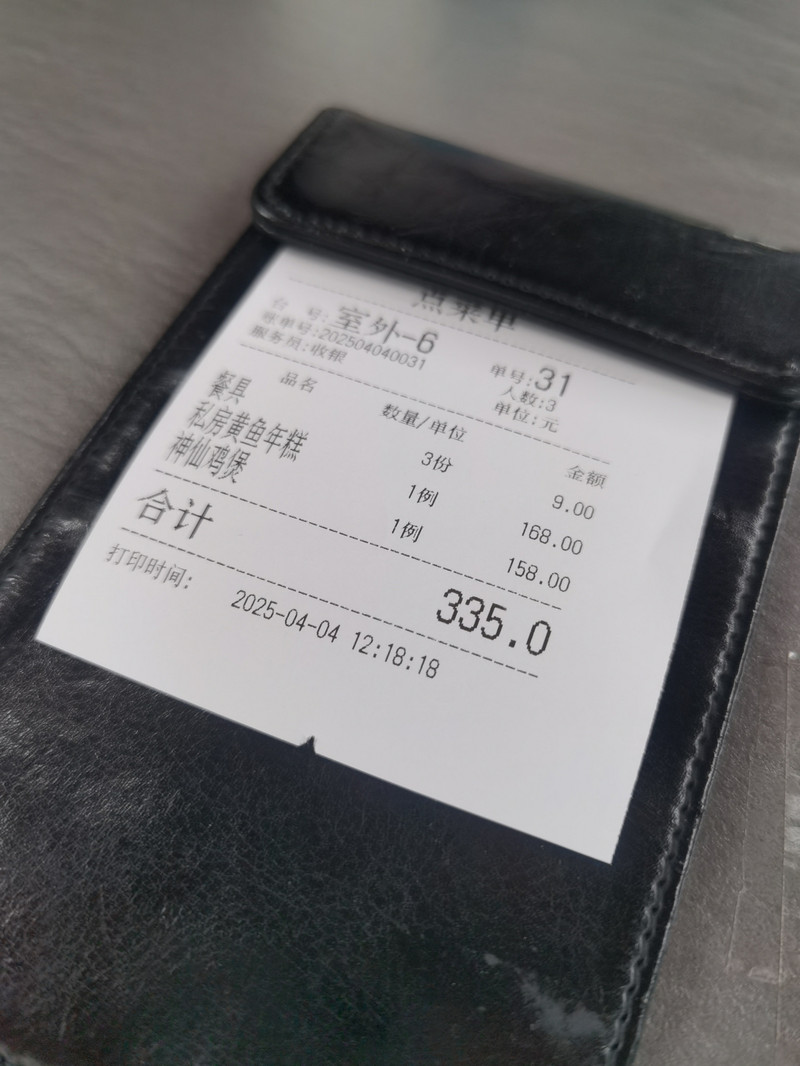 点菜单
台 号:室外-6 单号:31
账单号:202504040031 人数:3
服务员:收银 单位:元
品名 数量/单位 金额
餐具 3份 9.00
私房黄鱼年糕 1例 168.00
神仙鸡煲 1例 158.00
合计 335.0
打印时间: 2025-04-04 12:18:18